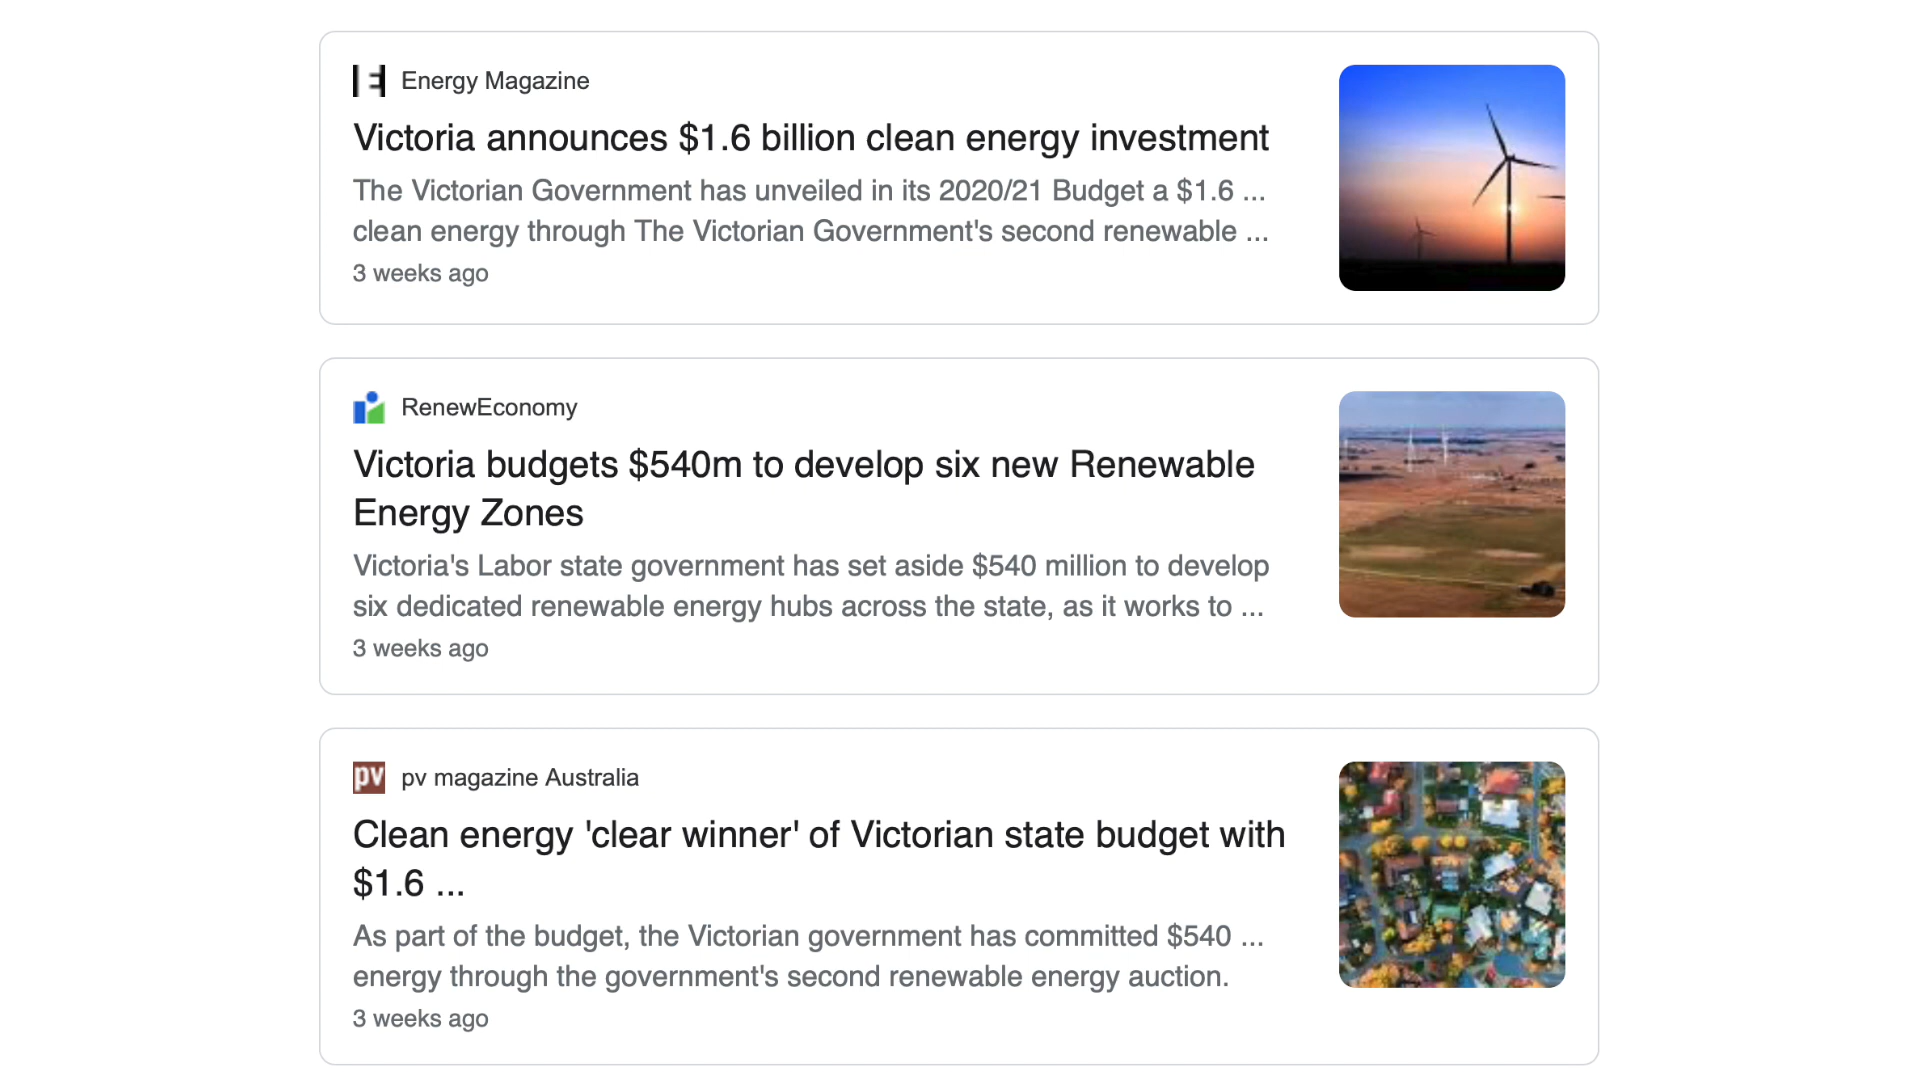 Energy Magazine
Victoria announces $1.6 billion clean energy investment
The Victorian Government has unveiled in its 2020/21 Budget a $1.6 ...
clean energy through The Victorian Government's second renewable ...
3 weeks ago
RenewEconomy
Victoria budgets $540m to develop six new Renewable
Energy Zones
Victoria's Labor state government has set aside $540 million to develop
six dedicated renewable energy hubs across the state, as it works to ...
3 weeks ago
pv pv magazine Australia
Clean energy 'clear winner' of Victorian state budget with
$1.6 ...
As part of the budget, the Victorian government has committed $540 ...
energy through the government's second renewable energy auction.
3 weeks ago